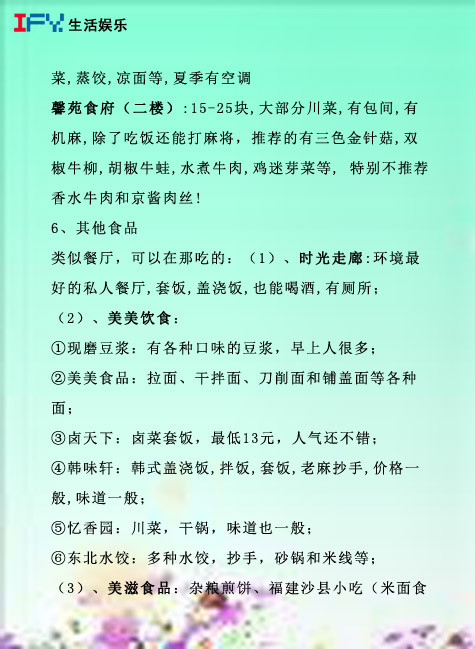 IFY. 生活娱乐
菜,蒸饺,凉面等,夏季有空调
馨苑食府（二楼）:15-25块,大部分川菜,有包间,有
机麻,除了吃饭还能打麻将，推荐的有三色金针菇,双
椒牛柳,胡椒牛蛙,水煮牛肉,鸡迷芽菜等, 特别不推荐
香水牛肉和京酱肉丝!
6、其他食品
类似餐厅，可以在那吃的：（1）、时光走廊:环境最
好的私人餐厅,套饭,盖浇饭,也能喝酒,有厕所；
（2）、美美饮食：
①现磨豆浆：有各种口味的豆浆，早上人很多；
②美美食品：拉面、干拌面、刀削面和铺盖面等各种
面；
③卤天下：卤菜套饭，最低13元，人气还不错；
④韩味轩：韩式盖浇饭,拌饭,套饭,老麻抄手,价格一
般,味道一般；
⑤忆香园：川菜，干锅，味道也一般；
⑥东北水饺：多种水饺，抄手，砂锅和米线等；
（3）、美滋食品：杂粮煎饼、福建沙县小吃（米面食